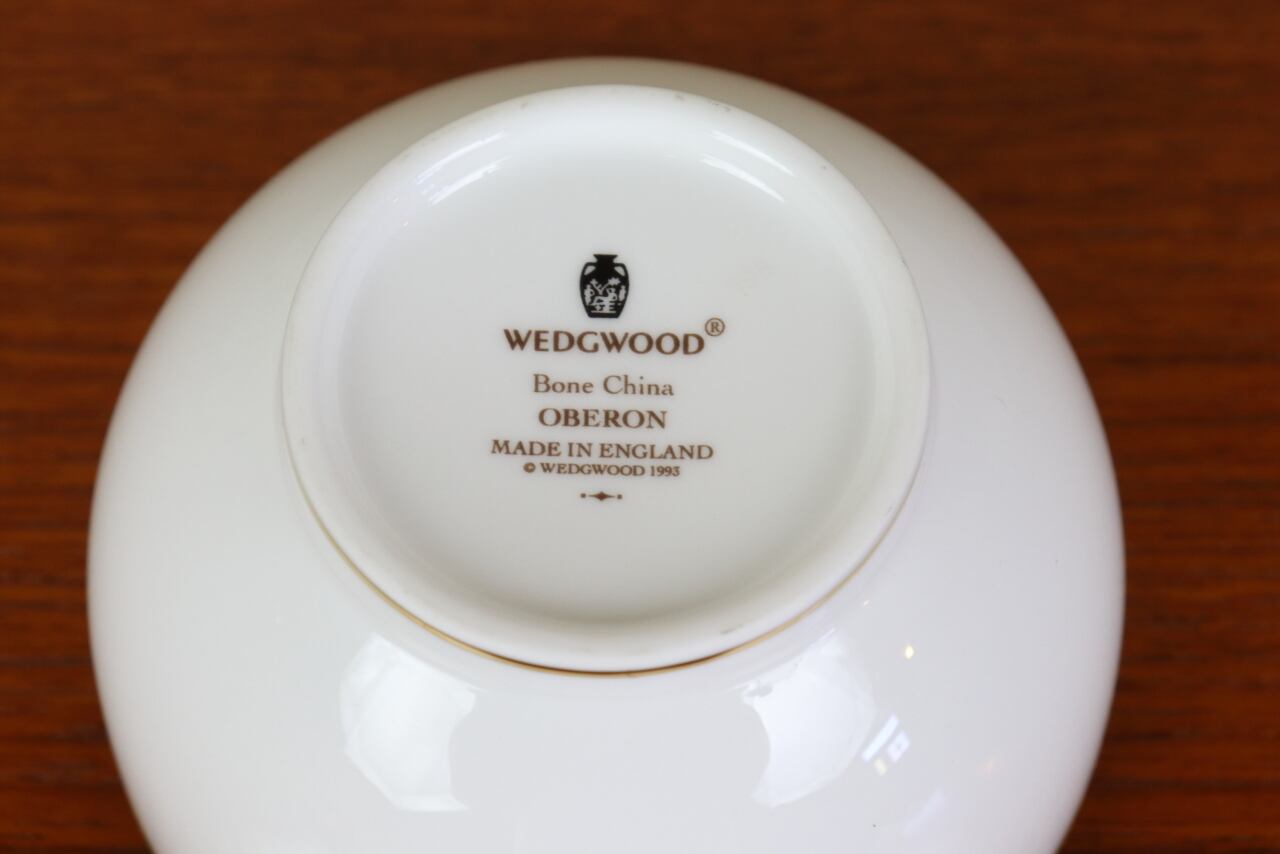 WEDGWOOD®
Bone China
OBERON
MADE IN ENGLAND
© WEDGWOOD 1993